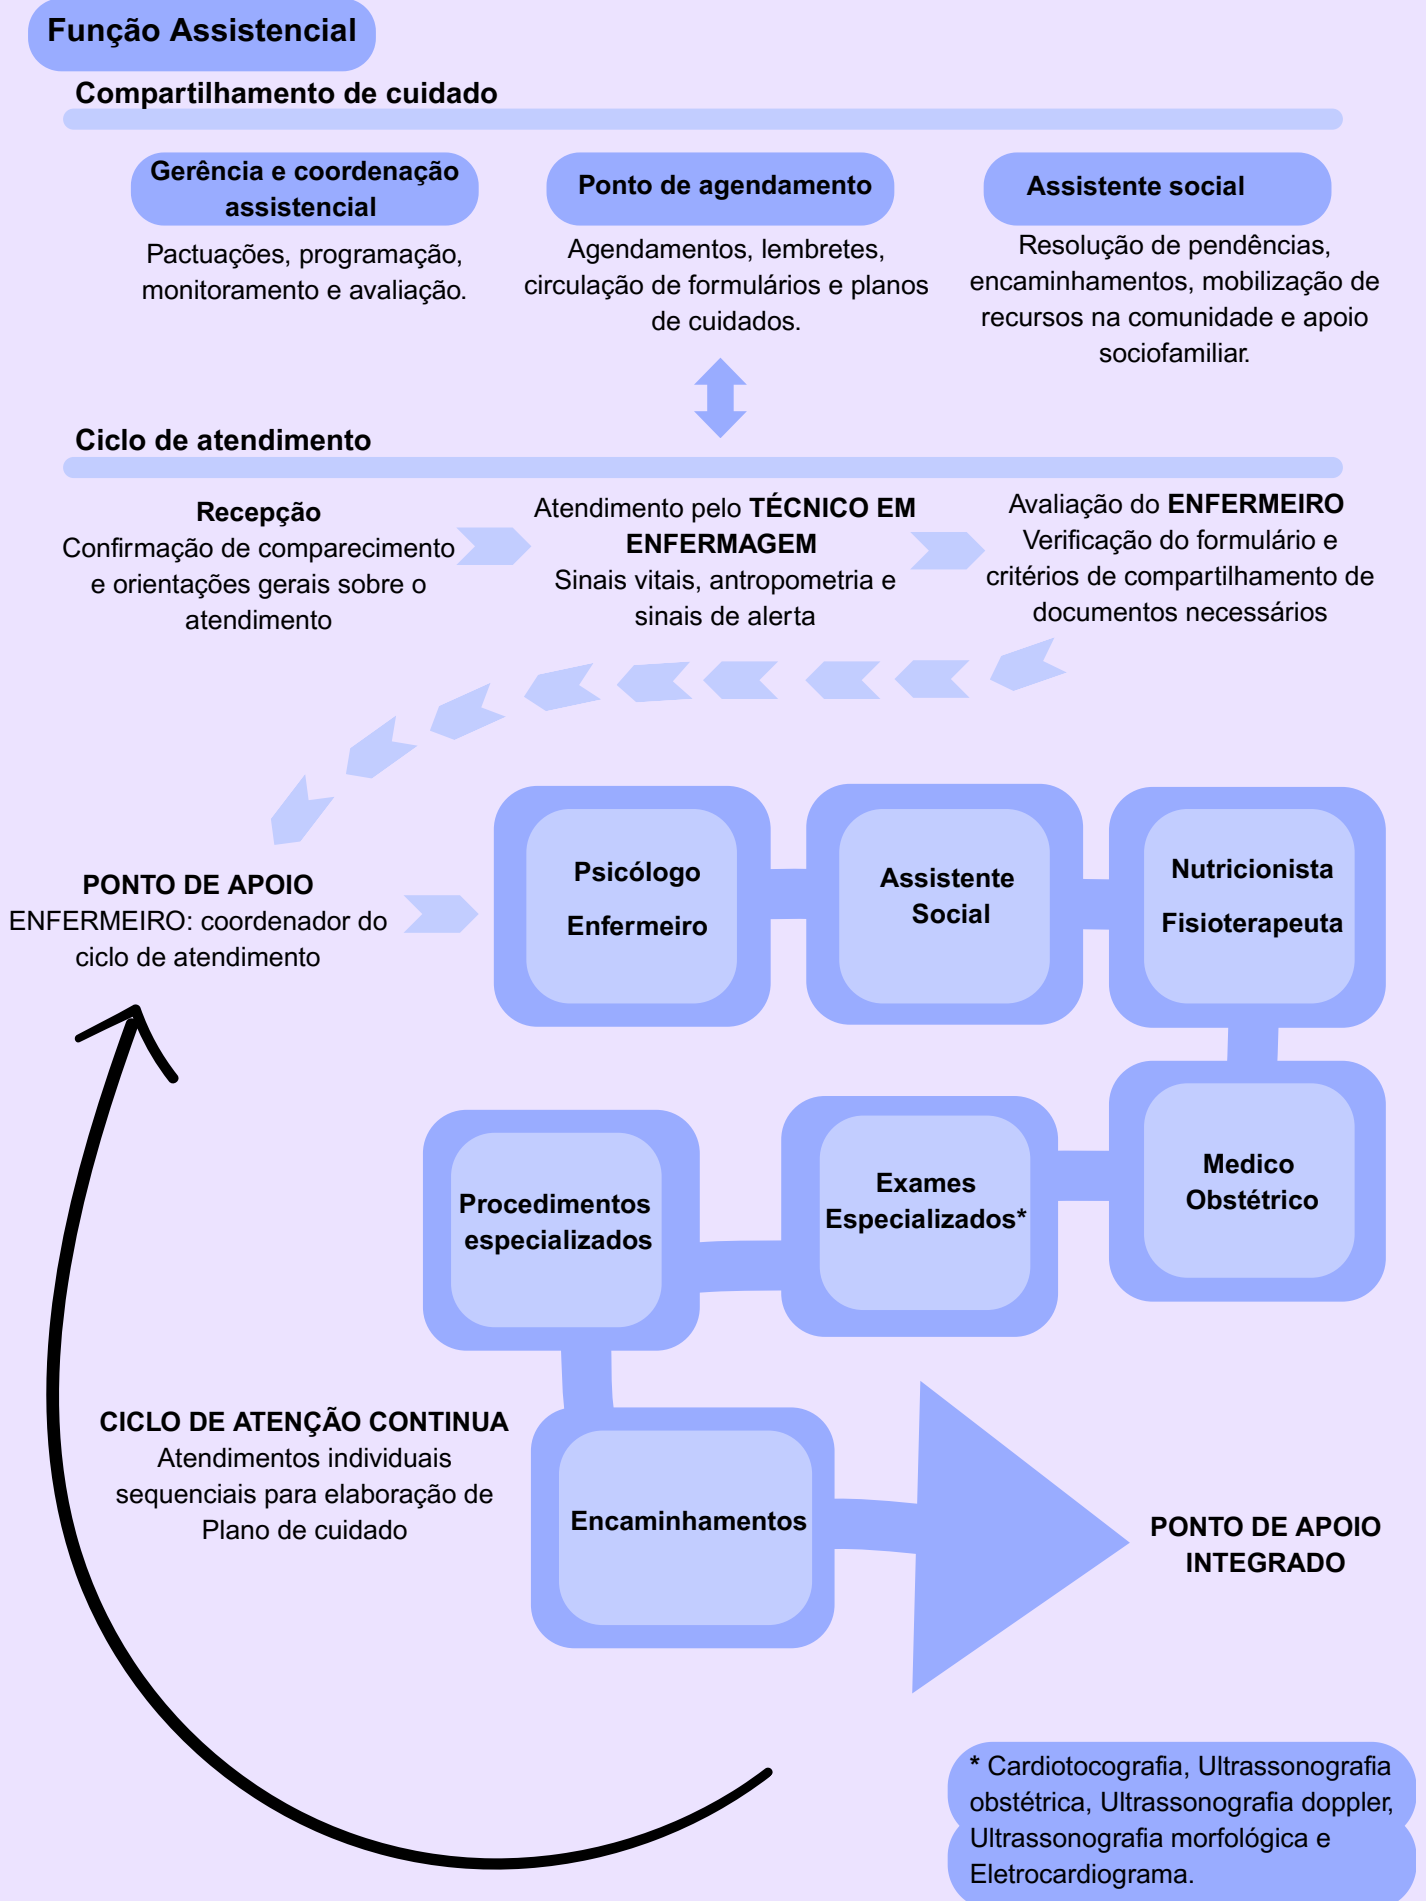 Função Assistencial
Compartilhamento de cuidado
Gerência e coordenação
assistencial
Pactuações, programação,
monitoramento e avaliação.
Ponto de agendamento
Agendamentos, lembretes,
circulação de formulários e planos
de cuidados.
Assistente social
Resolução de pendências,
encaminhamentos, mobilização de
recursos na comunidade e apoio
sociofamiliar.
Ciclo de atendimento
Recepção
Confirmação de comparecimento
e orientações gerais sobre o
atendimento
Atendimento pelo TÉCNICO EM
ENFERMAGEM
Sinais vitais, antropometria e
sinais de alerta
Avaliação do ENFERMEIRO
Verificação do formulário e
critérios de compartilhamento de
documentos necessários
PONTO DE APOIO
ENFERMEIRO: coordenador do
ciclo de atendimento
Psicólogo
Enfermeiro
Assistente
Social
Nutricionista
Fisioterapeuta
Medico
Obstétrico
Exames
Especializados*
Procedimentos
especializados
CICLO DE ATENÇÃO CONTINUA
Atendimentos individuais
sequenciais para elaboração de
Plano de cuidado
Encaminhamentos
PONTO DE APOIO
INTEGRADO
* Cardiotocografia, Ultrassonografia
obstétrica, Ultrassonografia doppler,
Ultrassonografia morfológica e
Eletrocardiograma.